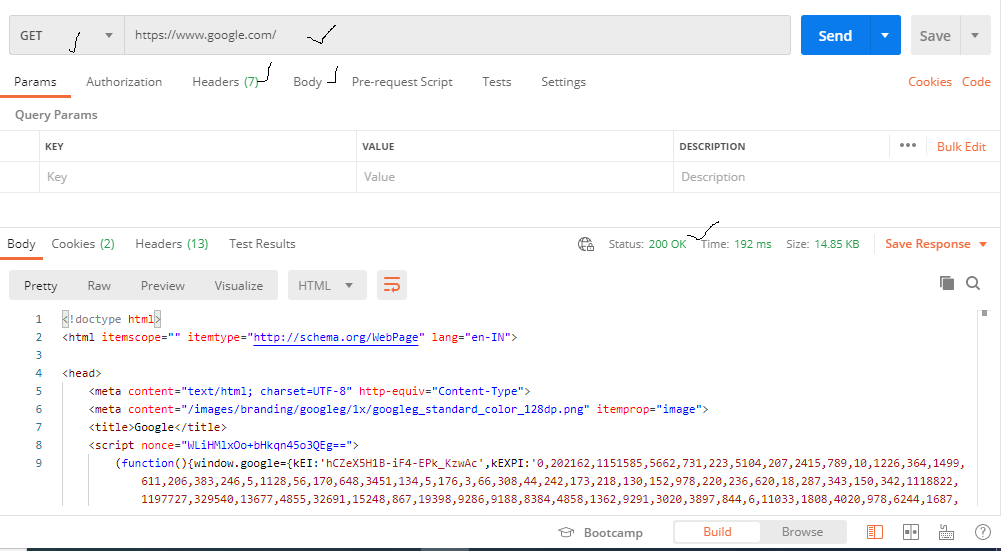 GET https://www.google.com/ Send Save
Params Authorization Headers (7) Body Pre-request Script Tests Settings Cookies Code
Query Params
KEY VALUE DESCRIPTION ••• Bulk Edit
Key Value Description
Body Cookies (2) Headers (13) Test Results Status: 200 OK Time: 192 ms Size: 14.85 KB Save Response
Pretty Raw Preview Visualize HTML
1 <!doctype html>
2 <html itemscope="" itemtype="http://schema.org/WebPage" lang="en-IN">
3
4 <head>
5 <meta content="text/html; charset=UTF-8" http-equiv="Content-Type">
6 <meta content="/images/branding/googleg/1x/googleg_standard_color_128dp.png" itemprop="image">
7 <title>Google</title>
8 <script nonce="WLiHMlxOo+bHkqn45o3QEg==">
9 (function(){window.google={kEI:'hCZeX5H1B-iF4-EPk_KzwAc',kEXPI:'0,202162,1151585,5662,731,223,5104,207,2415,789,10,1226,364,1499,
611,206,383,246,5,1128,56,170,648,3451,134,5,176,3,66,308,44,242,173,218,130,152,978,220,236,620,18,287,343,150,342,1118822,
1197727,329540,13677,4855,32691,15248,867,19398,9286,9188,8384,4858,1362,9291,3020,3897,844,6,11033,1808,4020,978,6244,1687,
Bootcamp Build Browse